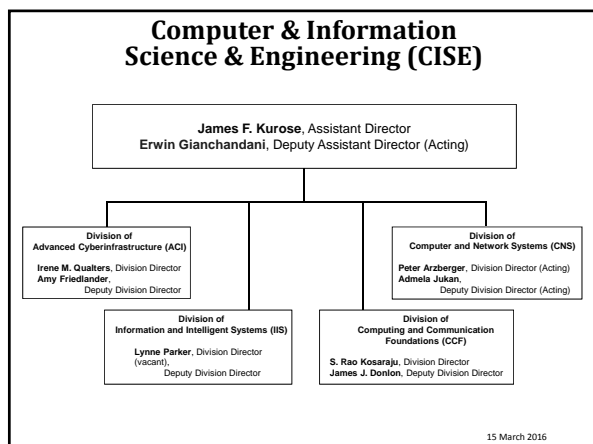 Computer & Information
Science & Engineering (CISE)
James F. Kurose, Assistant Director
Erwin Gianchandani, Deputy Assistant Director (Acting)
Division of
Advanced Cyberinfrastructure (ACI)
Irene M. Qualters, Division Director
Amy Friedlander,
Deputy Division Director
Division of
Computer and Network Systems (CNS)
Peter Arzberger, Division Director (Acting)
Admela Jukan,
Deputy Division Director (Acting)
Division of
Information and Intelligent Systems (IIS)
Lynne Parker, Division Director
(vacant),
Deputy Division Director
Division of
Computing and Communication
Foundations (CCF)
S. Rao Kosaraju, Division Director
James J. Donlon, Deputy Division Director
15 March 2016